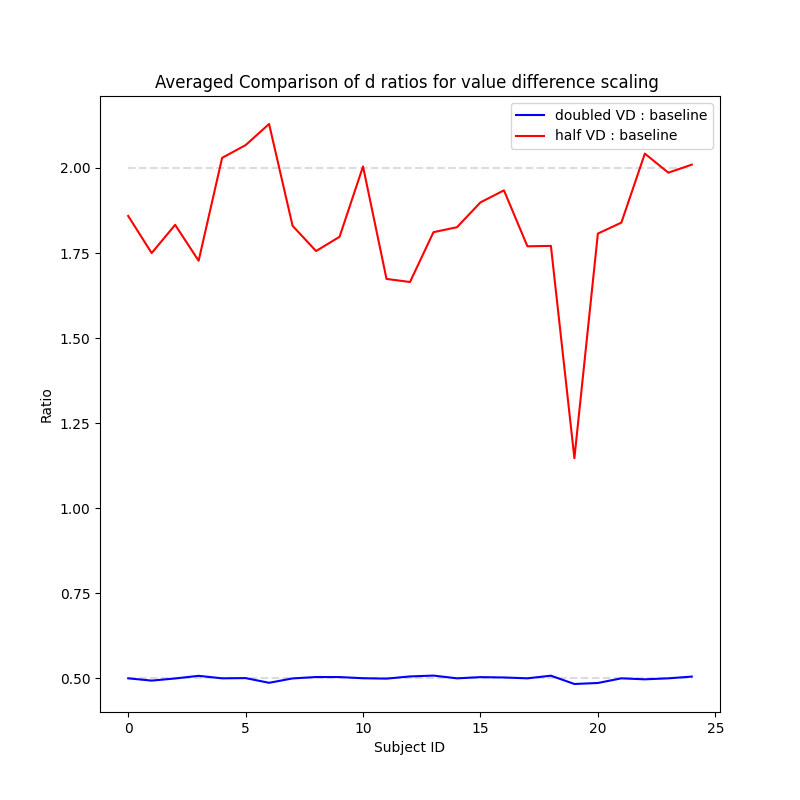 Averaged Comparison of d ratios for value difference scaling
doubled VD : baseline
half VD : baseline
2.00
1.75
1.50
1.25
1.00
0.75
0.50
Ratio
0 5 10 15 20 25
Subject ID